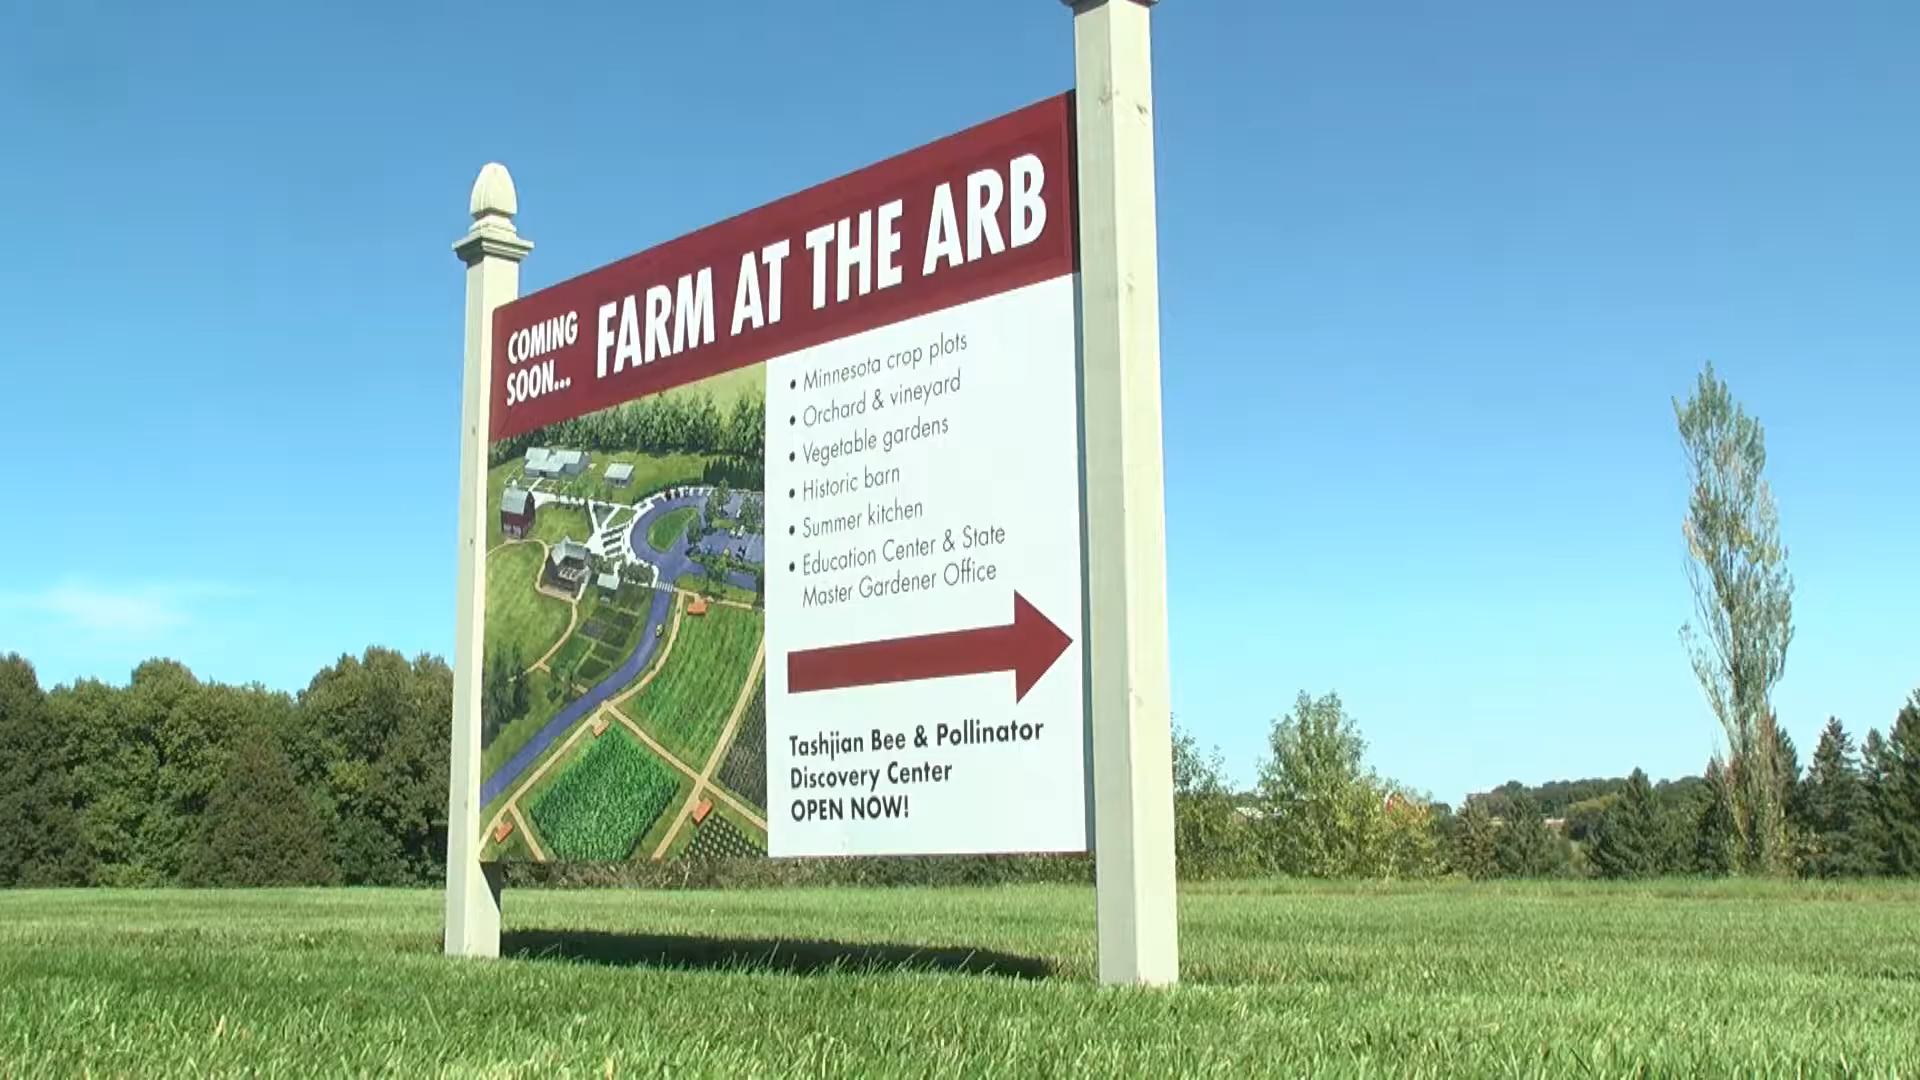 COMING
SOON...
FARM AT THE ARB
• Minnesota crop plots
• Orchard & vineyard
• Vegetable gardens
• Historic barn
• Summer kitchen
• Education Center & State
Master Gardener Office
Tashjian Bee & Pollinator
Discovery Center
OPEN NOW!